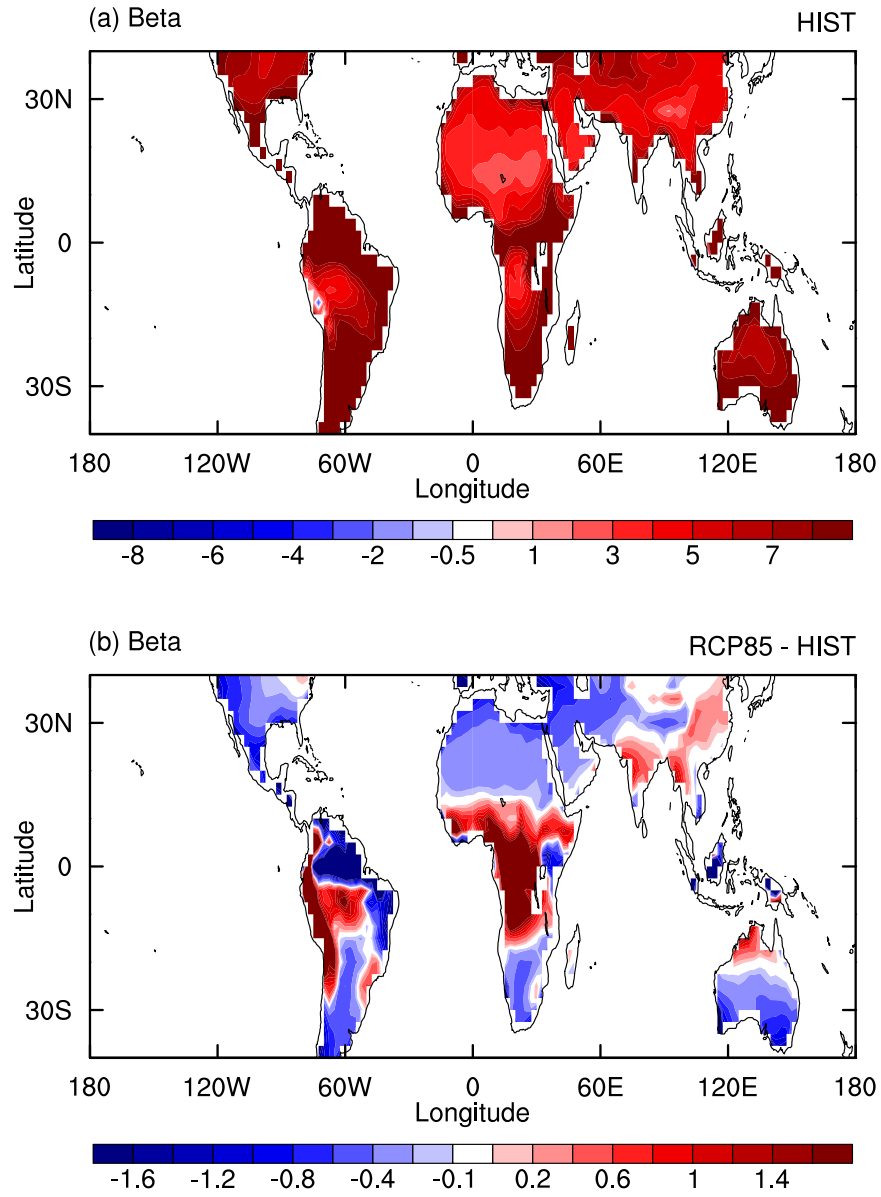 (a) Beta HIST
30N
0
30S
Latitude
180 120W 60W 0 60E 120E 180
Longitude
-8 -6 -4 -2 -0.5 1 3 5 7
(b) Beta RCP85 - HIST
30N
0
30S
Latitude
180 120W 60W 0 60E 120E 180
Longitude
-1.6 -1.2 -0.8 -0.4 -0.1 0.2 0.6 1 1.4